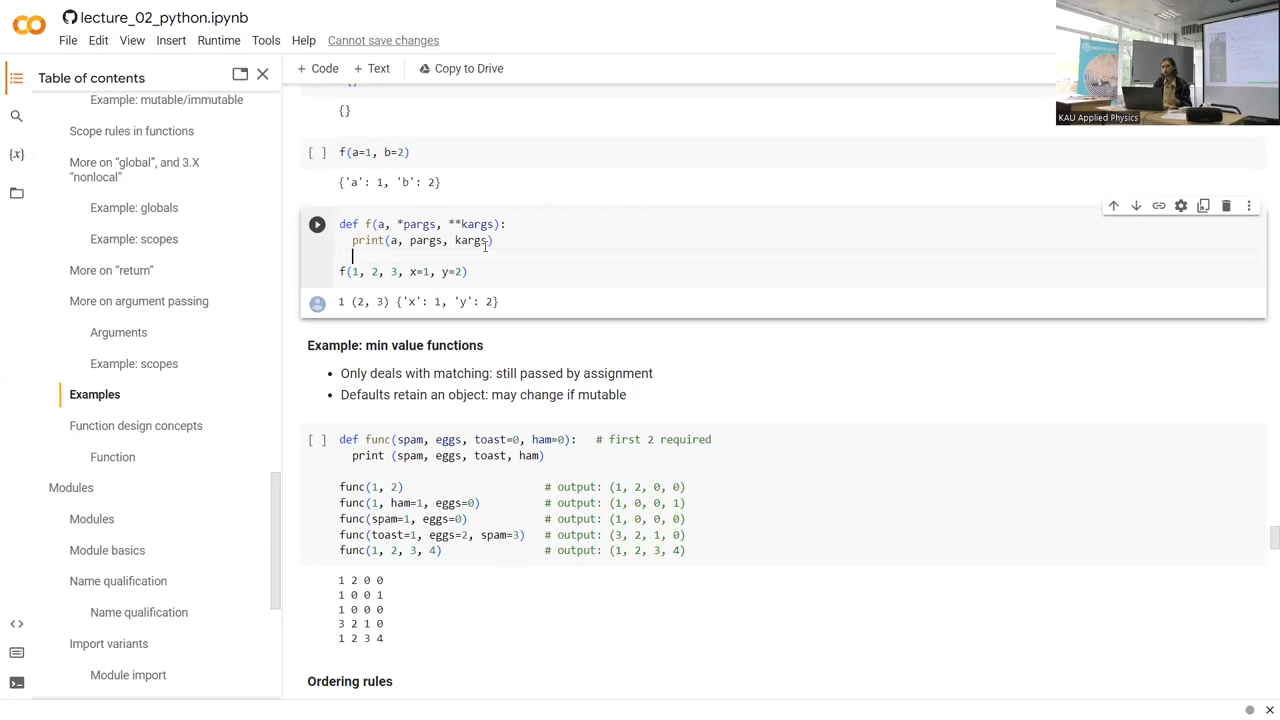 lecture_02_python.ipynb
File Edit View Insert Runtime Tools Help Cannot save changes
Table of contents
+ Code + Text Copy to Drive
Example: mutable/immutable
Scope rules in functions
More on “global”, and 3.X
“nonlocal”
Example: globals
Example: scopes
More on “return”
More on argument passing
Arguments
Example: scopes
Examples
Function design concepts
Function
Modules
Modules
Module basics
Name qualification
Name qualification
Import variants
Module import
{}
[ ] f(a=1, b=2)
{'a': 1, 'b': 2}
def f(a, *pargs, **kargs):
print(a, pargs, kargs)
f(1, 2, 3, x=1, y=2)
1 (2, 3) {'x': 1, 'y': 2}
Example: min value functions
• Only deals with matching: still passed by assignment
• Defaults retain an object: may change if mutable
[ ] def func(spam, eggs, toast=0, ham=0): # first 2 required
print (spam, eggs, toast, ham)
func(1, 2) # output: (1, 2, 0, 0)
func(1, ham=1, eggs=0) # output: (1, 0, 0, 1)
func(spam=1, eggs=0) # output: (1, 0, 0, 0)
func(toast=1, eggs=2, spam=3) # output: (3, 2, 1, 0)
func(1, 2, 3, 4) # output: (1, 2, 3, 4)
1 2 0 0
1 0 0 1
1 0 0 0
3 2 1 0
1 2 3 4
Ordering rules
KAU Applied Physics